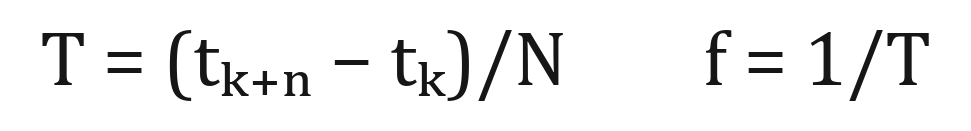 T = (tₖ₊ₙ − tₖ)/N f = 1/T